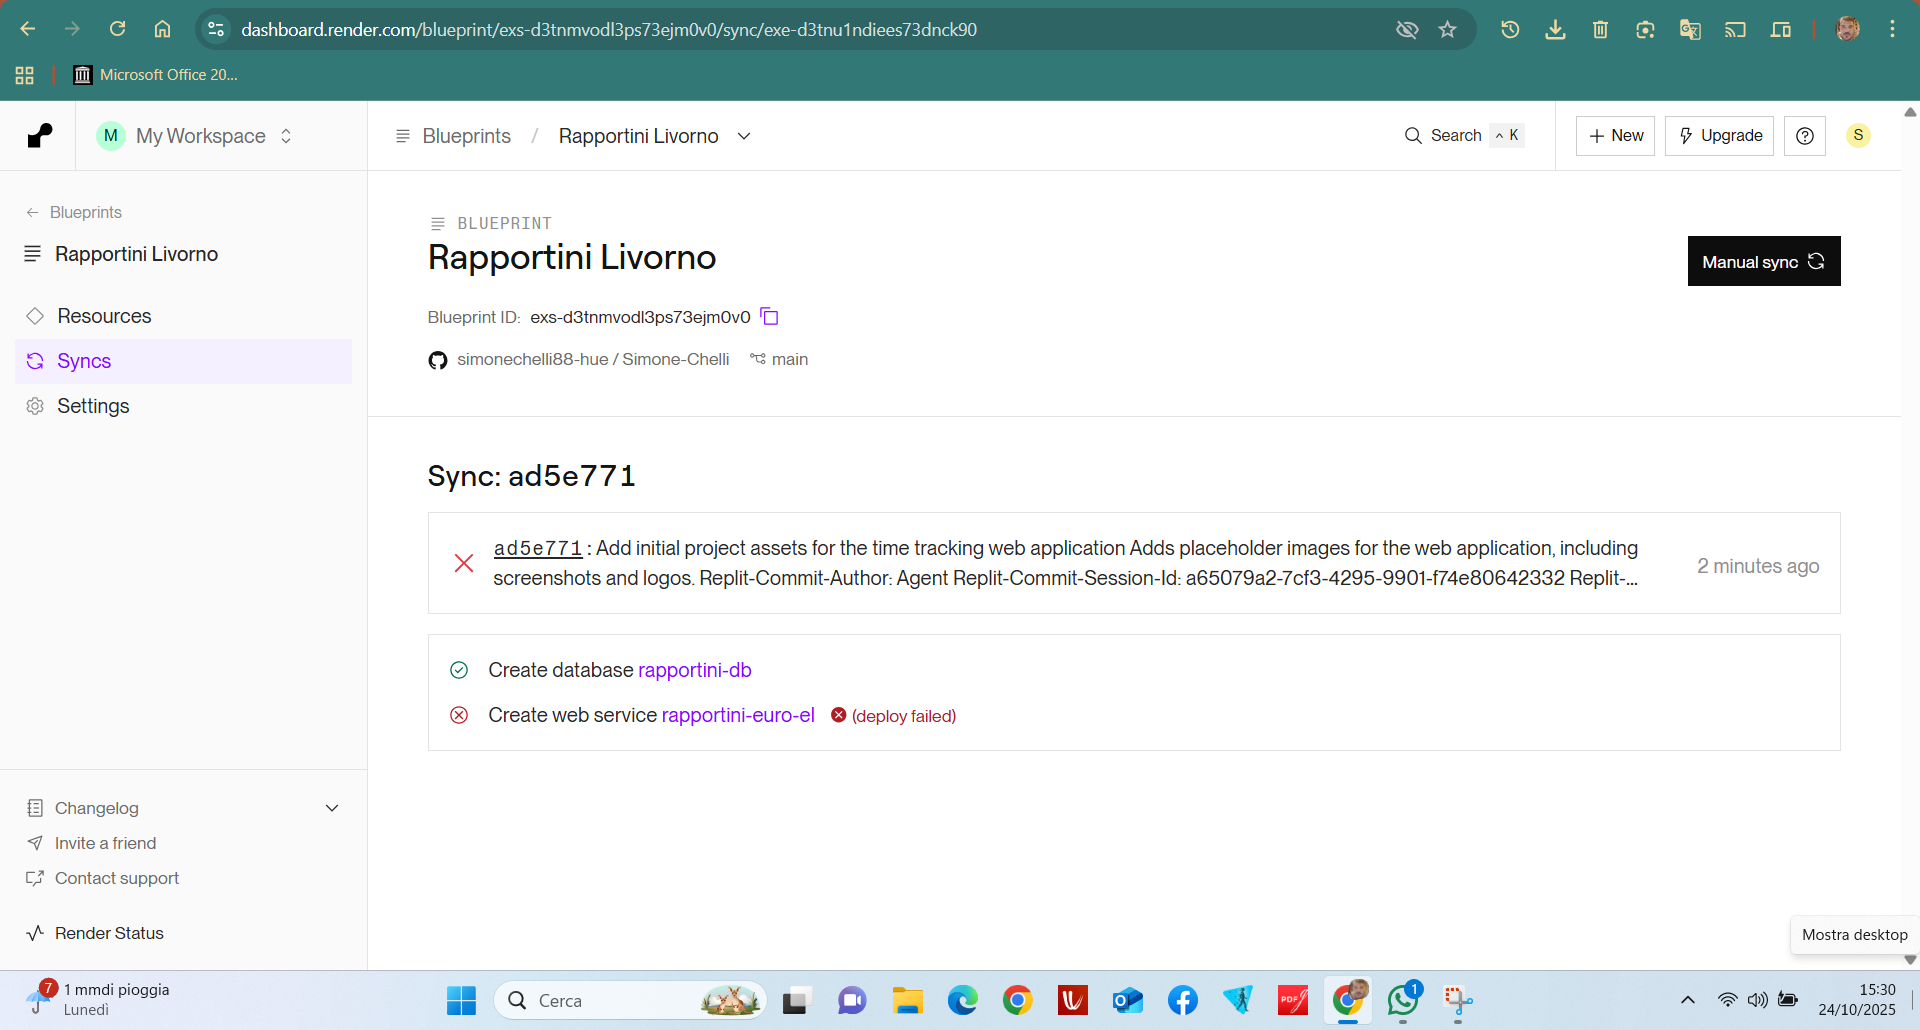 dashboard.render.com/blueprint/exs-d3tnmvodl3ps73ejm0v0/sync/exe-d3tnu1ndiees73dnck90
Microsoft Office 20...
M My Workspace
Blueprints / Rapportini Livorno
Search ^ K
+ New
Upgrade
S
Blueprints
Rapportini Livorno
Resources
Syncs
Settings
BLUEPRINT
Rapportini Livorno
Manual sync
Blueprint ID: exs-d3tnmvodl3ps73ejm0v0
simonechelli88-hue / Simone-Chelli main
Sync: ad5e771
ad5e771: Add initial project assets for the time tracking web application Adds placeholder images for the web application, including
screenshots and logos. Replit-Commit-Author: Agent Replit-Commit-Session-Id: a65079a2-7cf3-4295-9901-f74e80642332 Replit-...
2 minutes ago
Create database rapportini-db
Create web service rapportini-euro-el (deploy failed)
Changelog
Invite a friend
Contact support
Render Status
Mostra desktop
7
1 mmdi pioggia
Lunedì
Cerca
PDF
1
15:30
24/10/2025